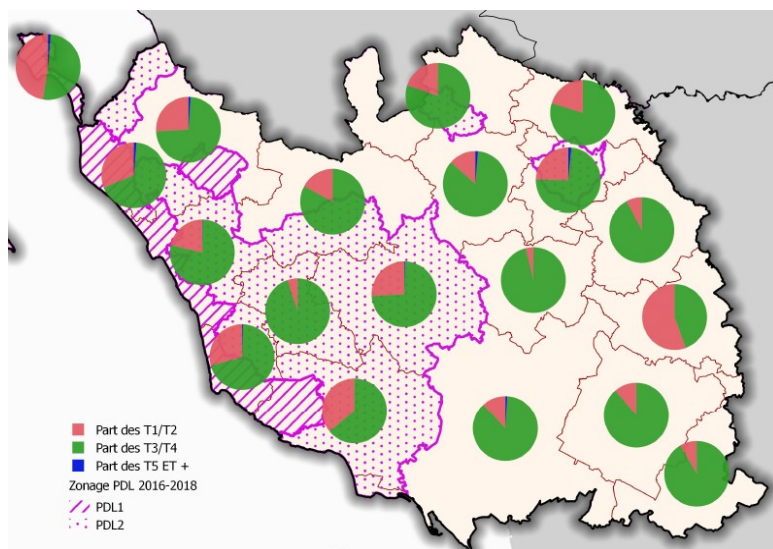 Part des T1/T2
Part des T3/T4
Part des T5 ET +
Zonage PDL 2016-2018
PDL1
PDL2